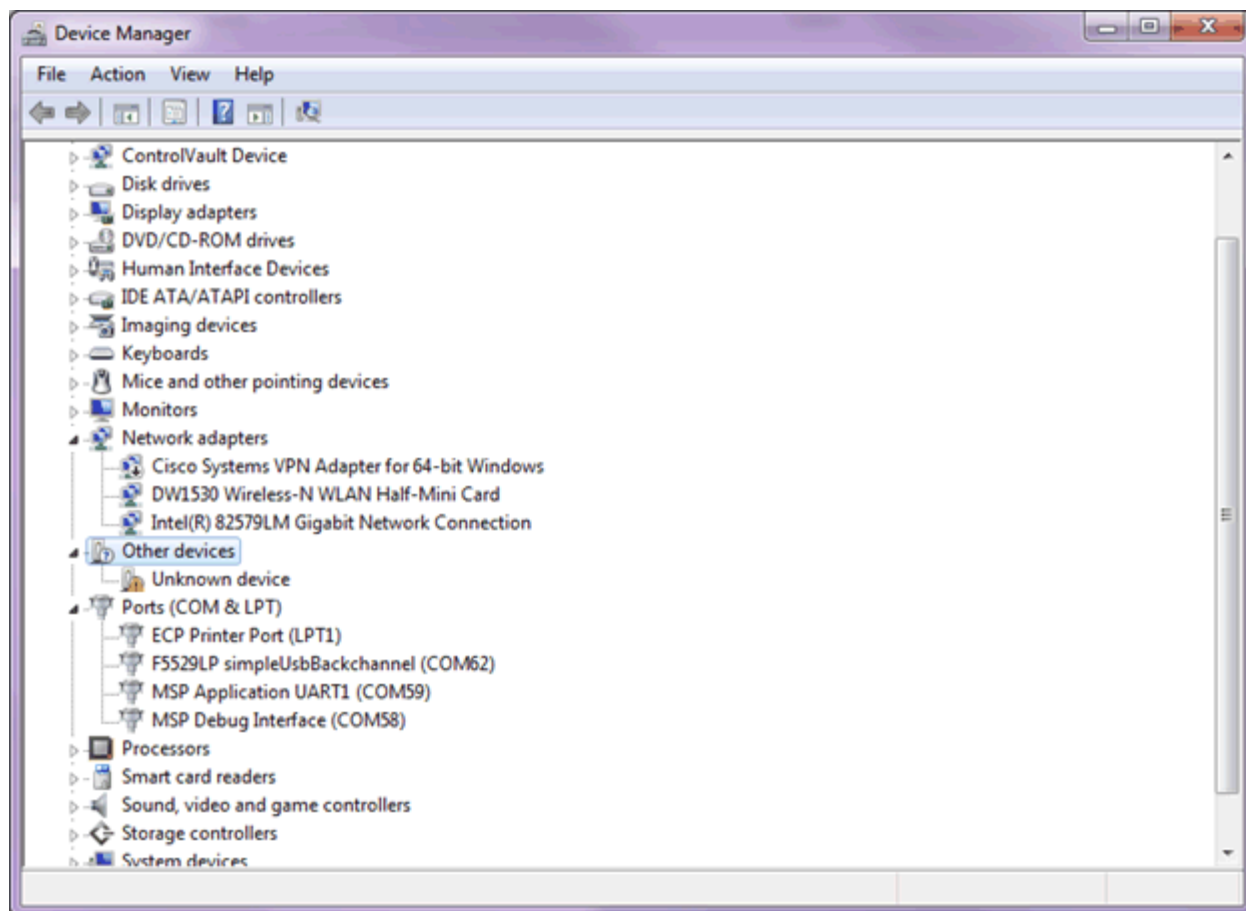 Device Manager
File Action View Help
ControlVault Device
Disk drives
Display adapters
DVD/CD-ROM drives
Human Interface Devices
IDE ATA/ATAPI controllers
Imaging devices
Keyboards
Mice and other pointing devices
Monitors
Network adapters
Cisco Systems VPN Adapter for 64-bit Windows
DW1530 Wireless-N WLAN Half-Mini Card
Intel(R) 82579LM Gigabit Network Connection
Other devices
Unknown device
Ports (COM & LPT)
ECP Printer Port (LPT1)
F5529LP simpleUsbBackchannel (COM62)
MSP Application UART1 (COM59)
MSP Debug Interface (COM58)
Processors
Smart card readers
Sound, video and game controllers
Storage controllers
System devices